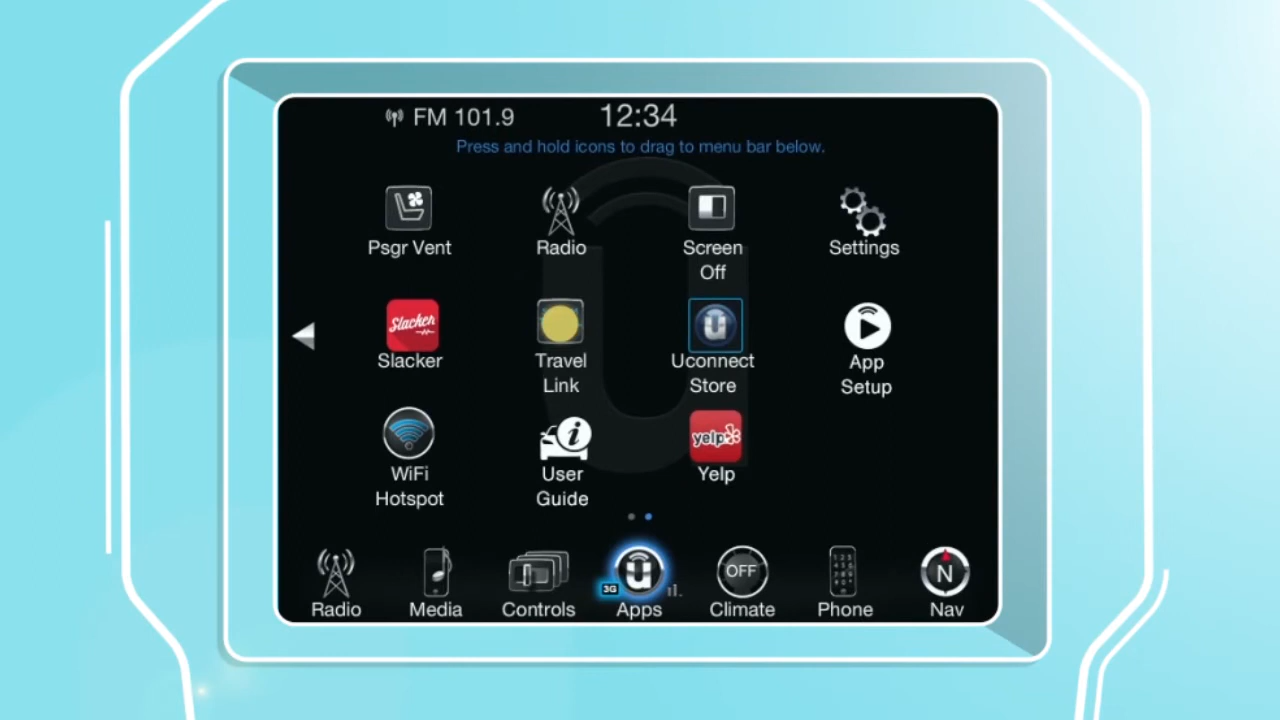 FM 101.9
12:34
Press and hold icons to drag to menu bar below.
Psgr Vent
Radio
Screen
Off
Settings
Slacker
Slacker
Travel
Link
Uconnect
Store
App
Setup
yelp
WiFi
Hotspot
User
Guide
Yelp
OFF
N
3G
Radio
Media
Controls
Apps
Climate
Phone
Nav